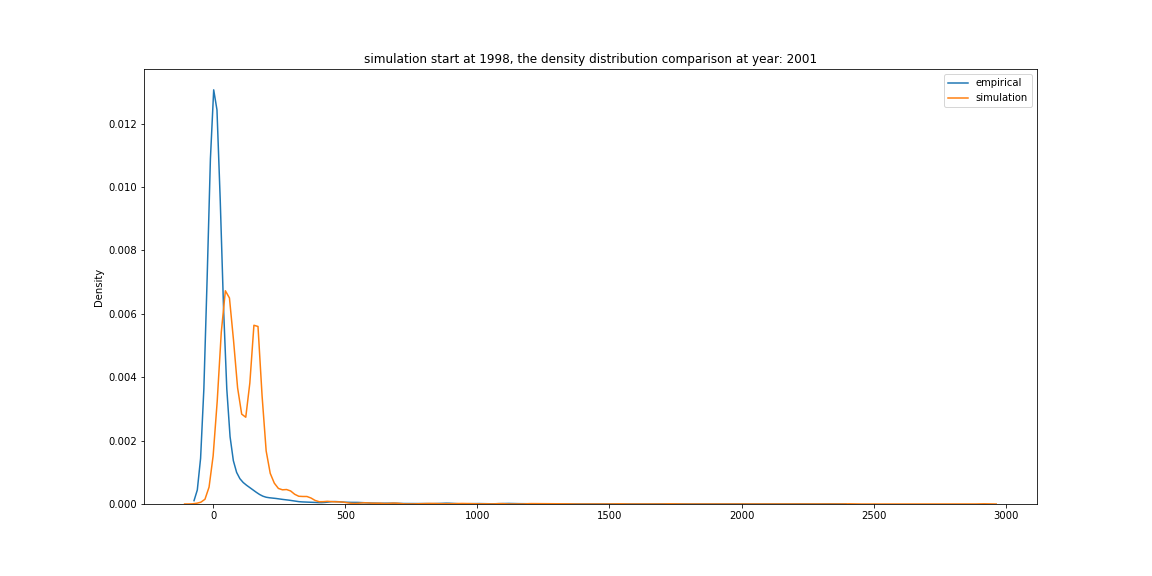 simulation start at 1998, the density distribution comparison at year: 2001
empirical
simulation
Density
0.012
0.010
0.008
0.006
0.004
0.002
0.000
0 500 1000 1500 2000 2500 3000